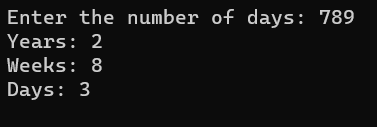 Enter the number of days: 789
Years: 2
Weeks: 8
Days: 3